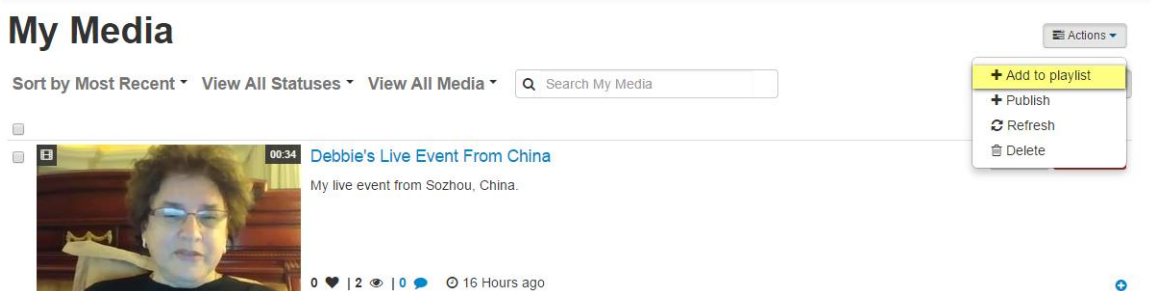 My Media
Actions
Sort by Most Recent View All Statuses View All Media Search My Media
Add to playlist
Publish
Refresh
Delete
00:34 Debbie's Live Event From China
My live event from Sozhou, China.
0 | 2 | 0 16 Hours ago